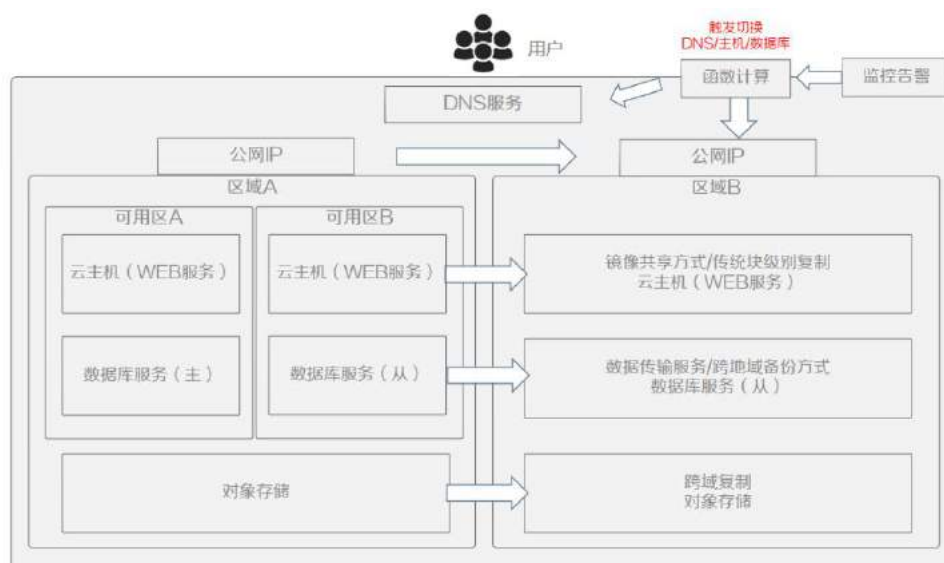 用户
触发切换
DNS/主机/数据库
函数计算
监控告警
DNS服务
公网IP
公网IP
区域A
区域B
可用区A
可用区B
云主机（WEB服务）
云主机（WEB服务）
镜像共享方式/传统块级别复制
云主机（WEB服务）
数据库服务（主）
数据库服务（从）
数据传输服务/跨地域备份方式
数据库服务（从）
对象存储
跨域复制
对象存储